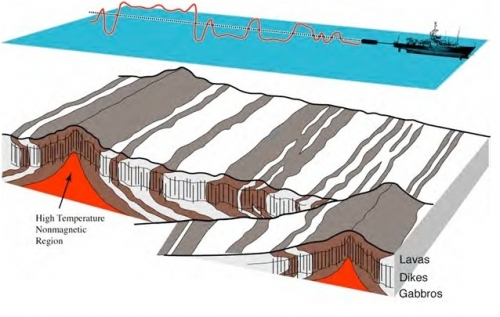 High Temperature
Nonmagnetic
Region
Lavas
Dikes
Gabbros